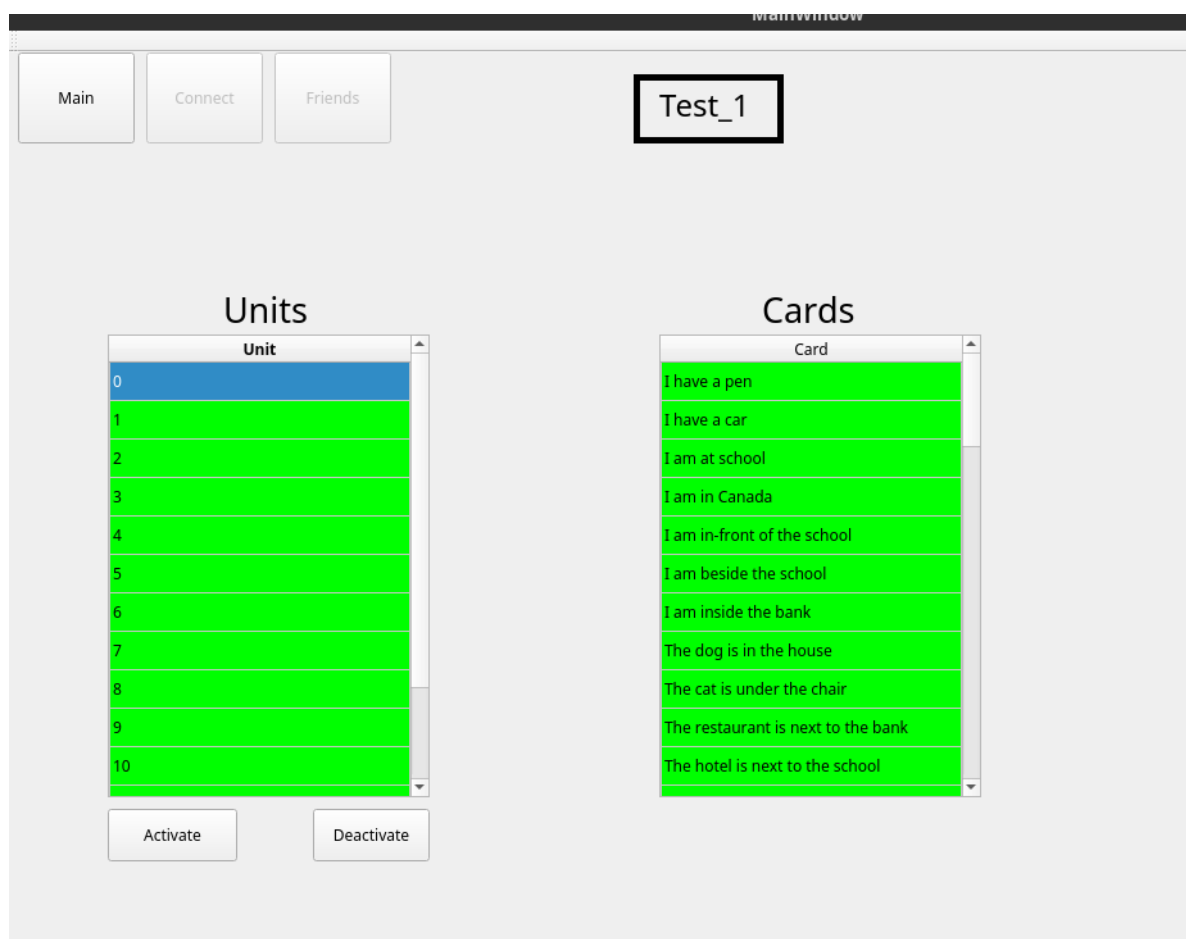 MainWindow
Main Connect Friends
Test_1
Units
Unit
0
1
2
3
4
5
6
7
8
9
10
Activate Deactivate
Cards
Card
I have a pen
I have a car
I am at school
I am in Canada
I am in-front of the school
I am beside the school
I am inside the bank
The dog is in the house
The cat is under the chair
The restaurant is next to the bank
The hotel is next to the school